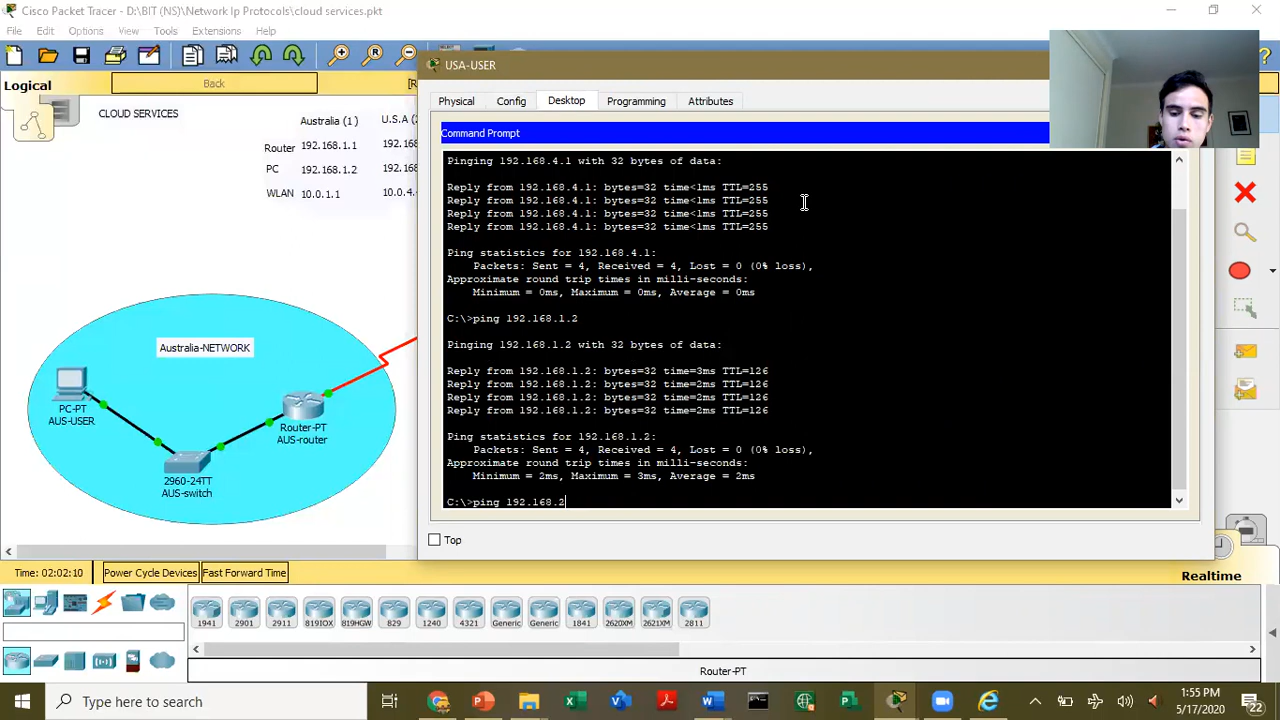 Cisco Packet Tracer - D:\BIT (NS)\Network Ip Protocols\cloud services.pkt
File Edit Options View Tools Extensions Help
Logical
Back
[R
CLOUD SERVICES
Australia (1)
U.S.A (2
Router 192.168.1.1 192.168
PC 192.168.1.2 192.168.
WLAN 10.0.1.1 10.0.4.
Australia-NETWORK
PC-PT
AUS-USER
Router-PT
AUS-router
2960-24TT
AUS-switch
USA-USER
Physical Config Desktop Programming Attributes
Command Prompt
Pinging 192.168.4.1 with 32 bytes of data:
Reply from 192.168.4.1: bytes=32 time<1ms TTL=255
Reply from 192.168.4.1: bytes=32 time<1ms TTL=255
Reply from 192.168.4.1: bytes=32 time<1ms TTL=255
Reply from 192.168.4.1: bytes=32 time<1ms TTL=255
Ping statistics for 192.168.4.1:
Packets: Sent = 4, Received = 4, Lost = 0 (0% loss),
Approximate round trip times in milli-seconds:
Minimum = 0ms, Maximum = 0ms, Average = 0ms
C:\>ping 192.168.1.2
Pinging 192.168.1.2 with 32 bytes of data:
Reply from 192.168.1.2: bytes=32 time=3ms TTL=126
Reply from 192.168.1.2: bytes=32 time=2ms TTL=126
Reply from 192.168.1.2: bytes=32 time=2ms TTL=126
Reply from 192.168.1.2: bytes=32 time=2ms TTL=126
Ping statistics for 192.168.1.2:
Packets: Sent = 4, Received = 4, Lost = 0 (0% loss),
Approximate round trip times in milli-seconds:
Minimum = 2ms, Maximum = 3ms, Average = 2ms
C:\>ping 192.168.2
Top
Time: 02:02:10 Power Cycle Devices Fast Forward Time
Realtime
1941 2901 2911 819IOX 819HGW 829 1240 4321 Generic Generic 1841 2620XM 2621XM 2811
Router-PT
Type here to search
1:55 PM
5/17/2020
22